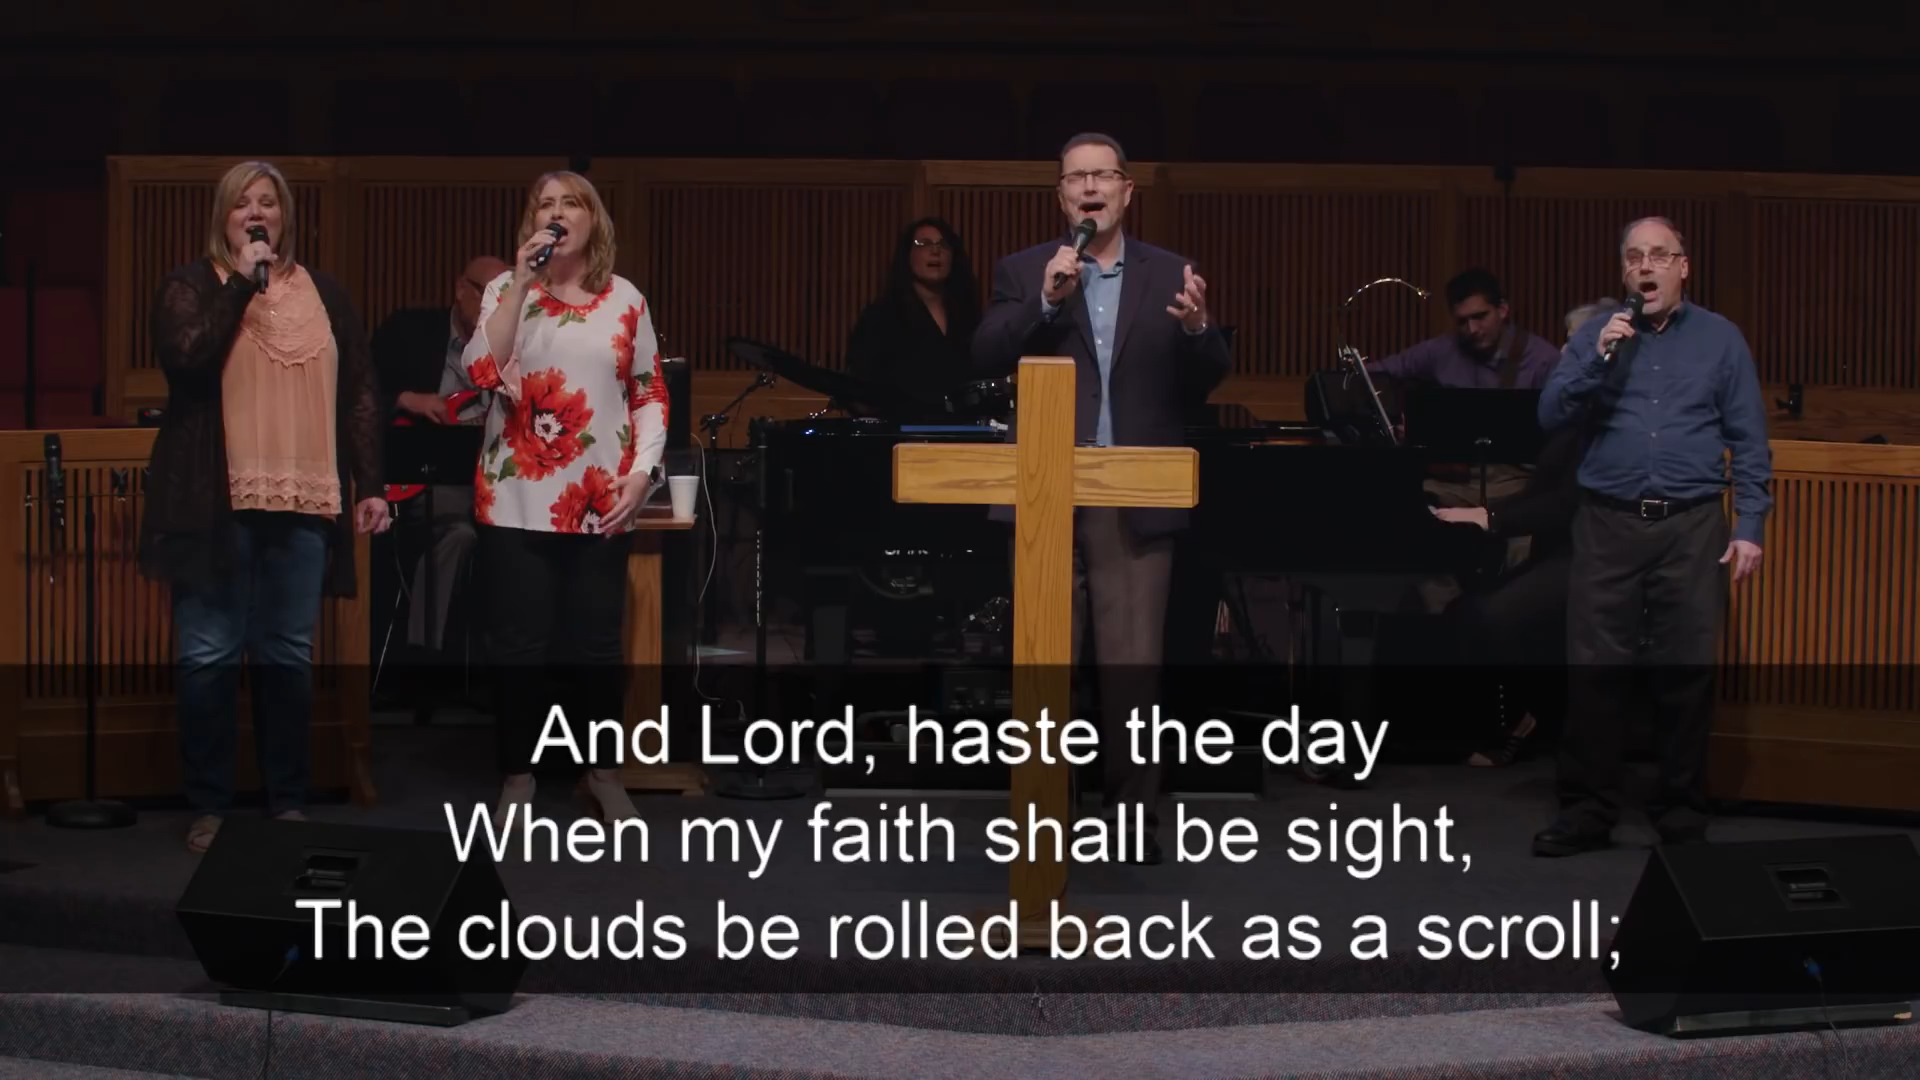 And Lord, haste the day
When my faith shall be sight,
The clouds be rolled back as a scroll;